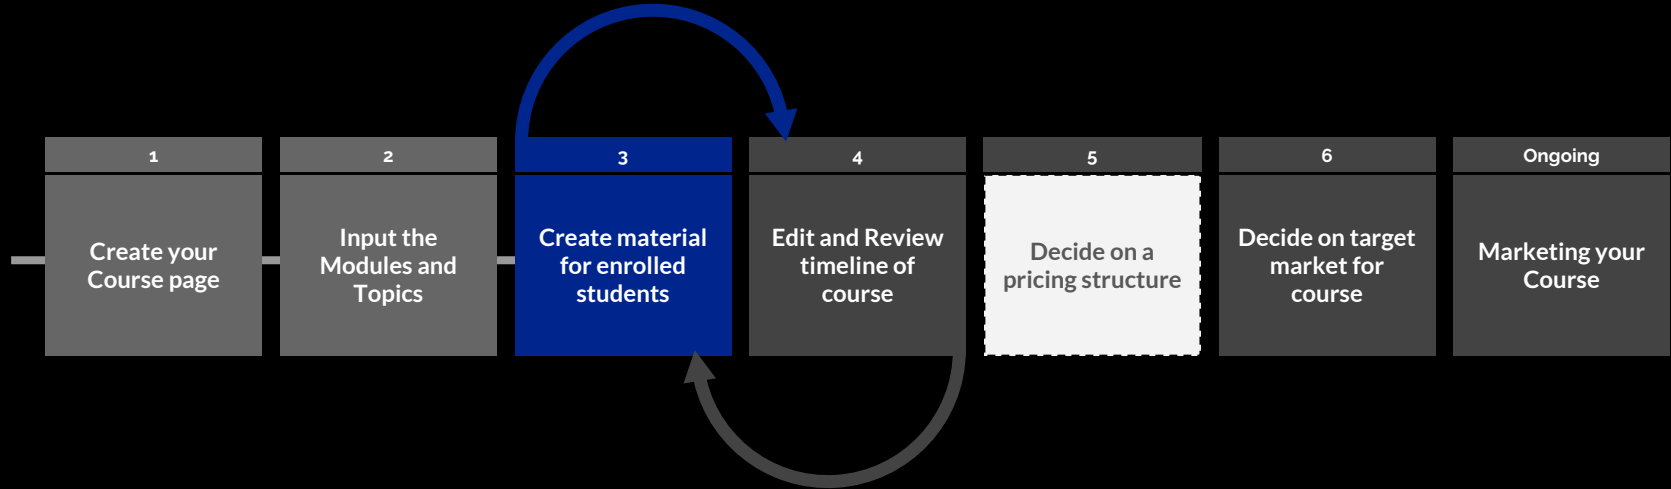 1
Create your
Course page
2
Input the
Modules and
Topics
3
Create material
for enrolled
students
4
Edit and Review
timeline of
course
5
Decide on a
pricing structure
6
Decide on target
market for
course
Ongoing
Marketing your
Course